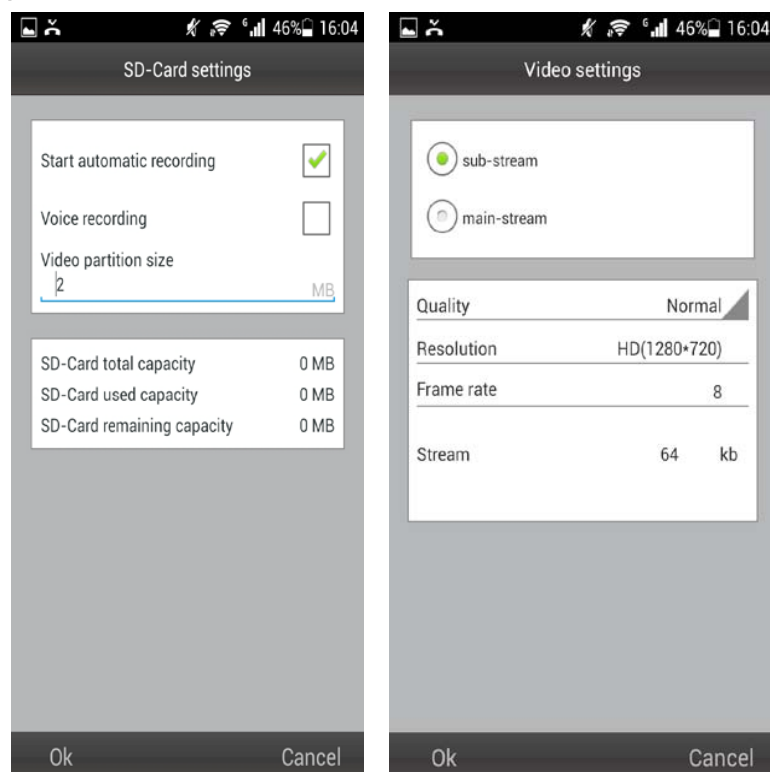 46% 16:04
SD-Card settings
Start automatic recording
Voice recording
Video partition size
2 MB
SD-Card total capacity 0 MB
SD-Card used capacity 0 MB
SD-Card remaining capacity 0 MB
Ok Cancel
46% 16:04
Video settings
sub-stream
main-stream
Quality Normal
Resolution HD(1280*720)
Frame rate 8
Stream 64 kb
Ok Cancel